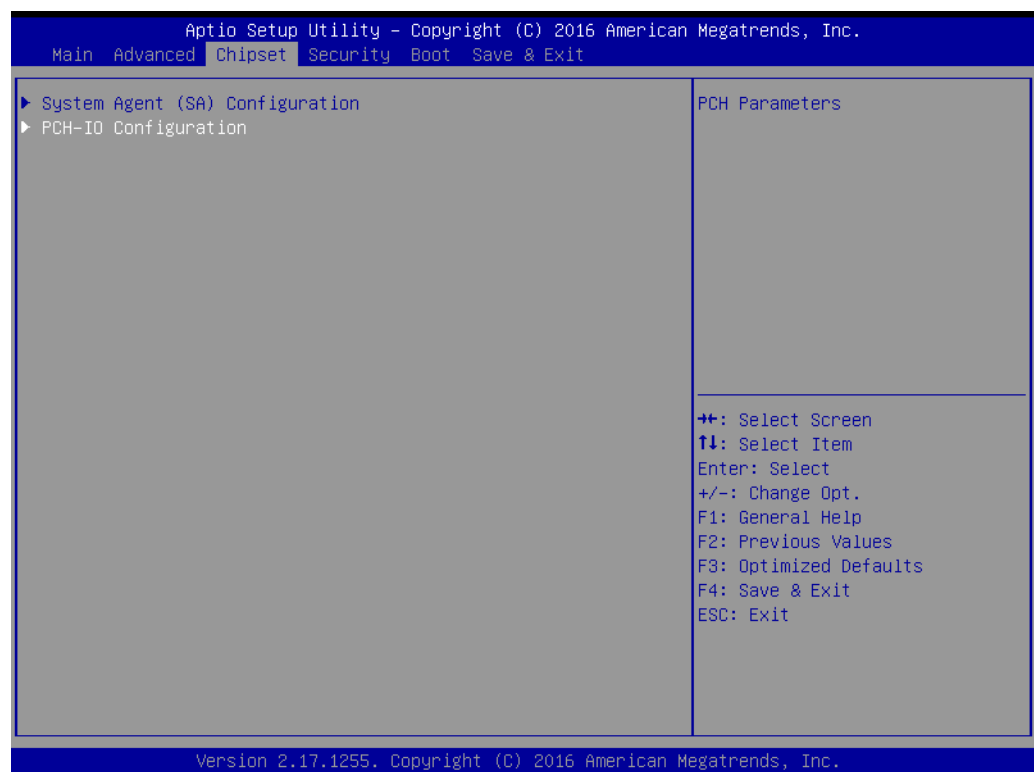 Aptio Setup Utility – Copyright (C) 2016 American Megatrends, Inc.
Main Advanced Chipset Security Boot Save & Exit
▶ System Agent (SA) Configuration
▶ PCH-IO Configuration
PCH Parameters
→←: Select Screen
↑↓: Select Item
Enter: Select
+/-: Change Opt.
F1: General Help
F2: Previous Values
F3: Optimized Defaults
F4: Save & Exit
ESC: Exit
Version 2.17.1255. Copyright (C) 2016 American Megatrends, Inc.